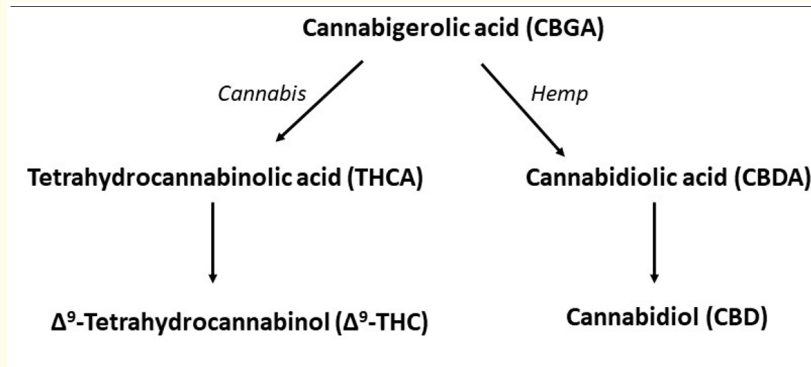 Cannabigerolic acid (CBGA)
Cannabis
Hemp
Tetrahydrocannabinolic acid (THCA)
Cannabidiolic acid (CBDA)
Δ⁹-Tetrahydrocannabinol (Δ⁹-THC)
Cannabidiol (CBD)